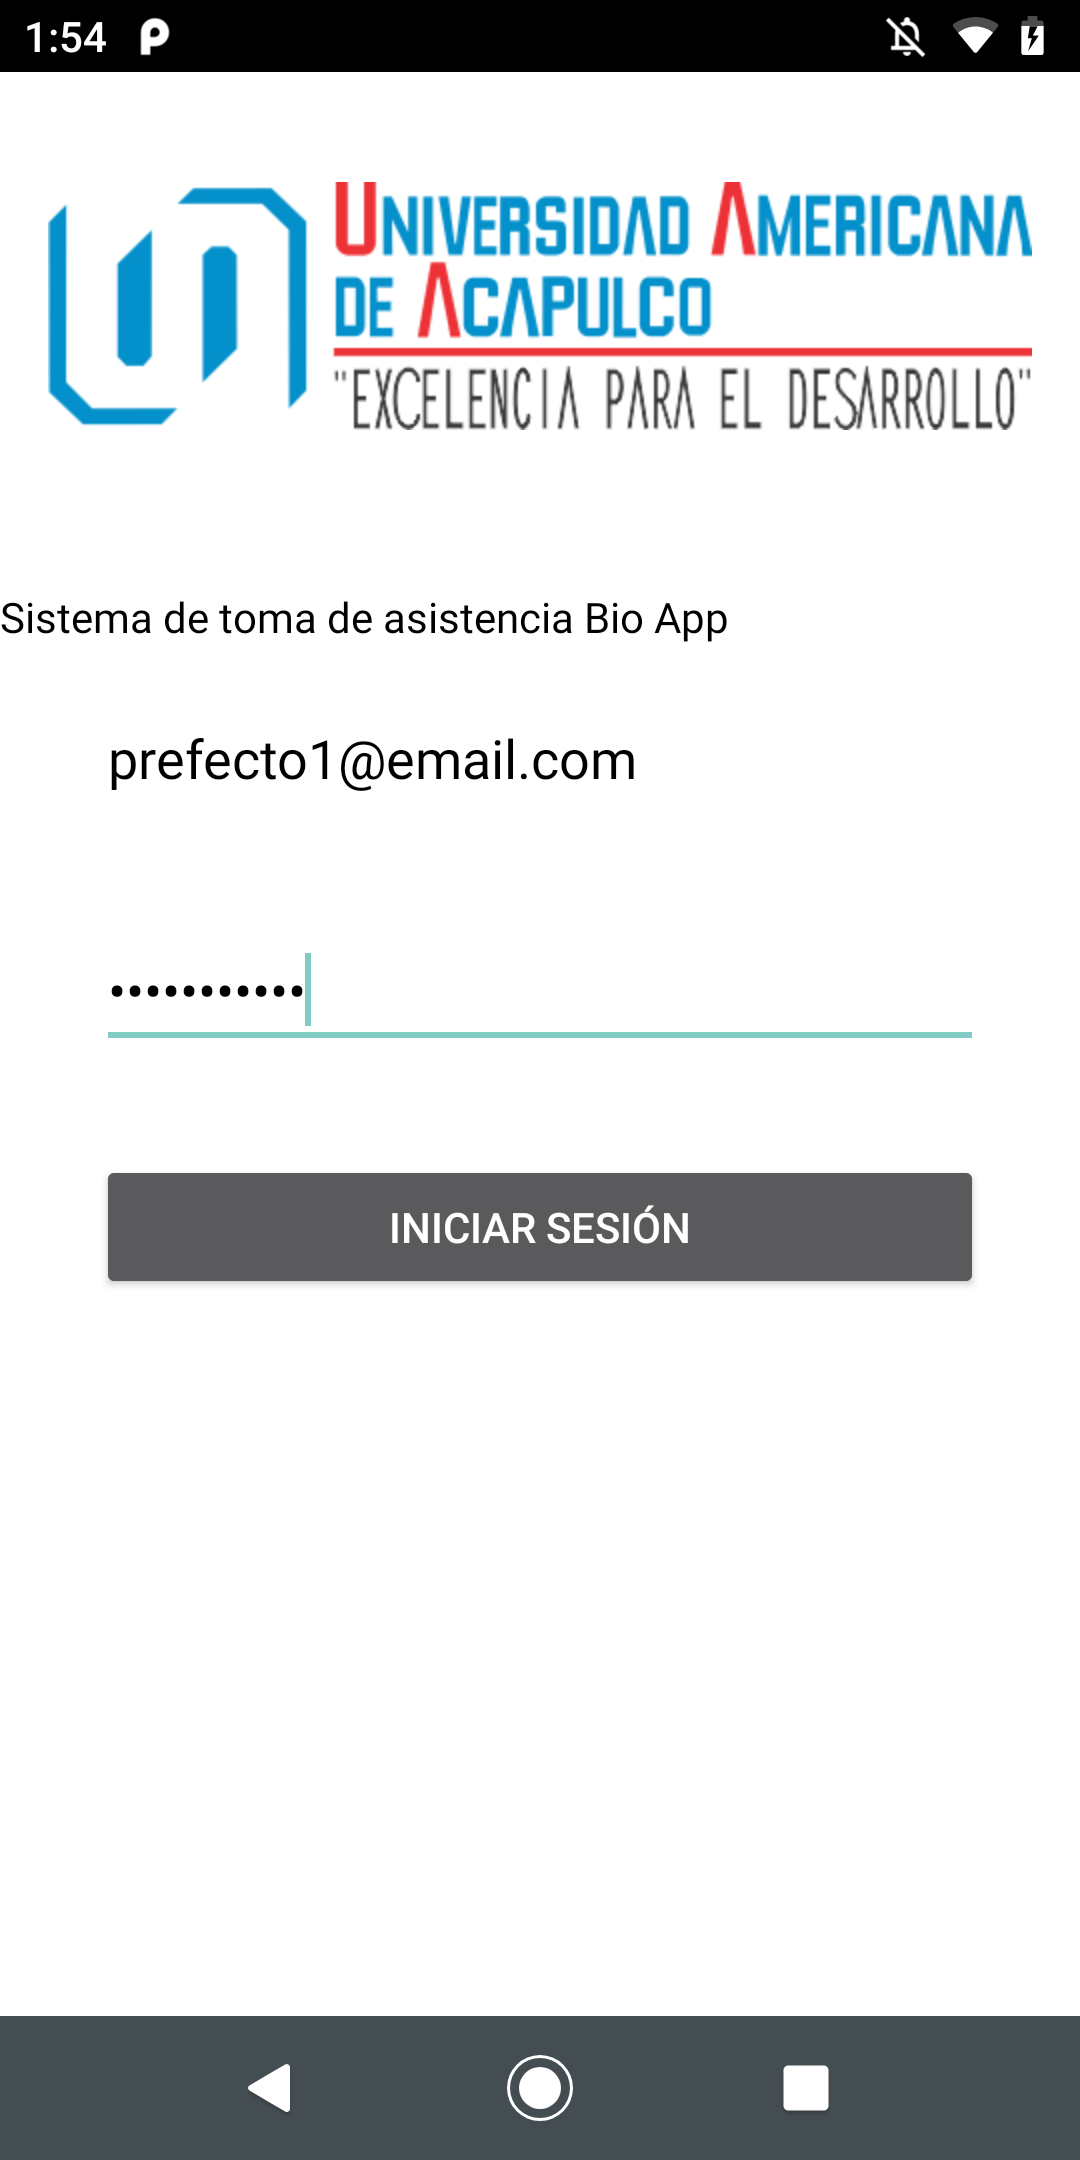 1:54
UNIVERSIDAD AMERICANA
DE ACAPULCO
"EXCELENCIA PARA EL DESARROLLO"
Sistema de toma de asistencia Bio App
prefecto1@email.com
•••••••••••
INICIAR SESIÓN